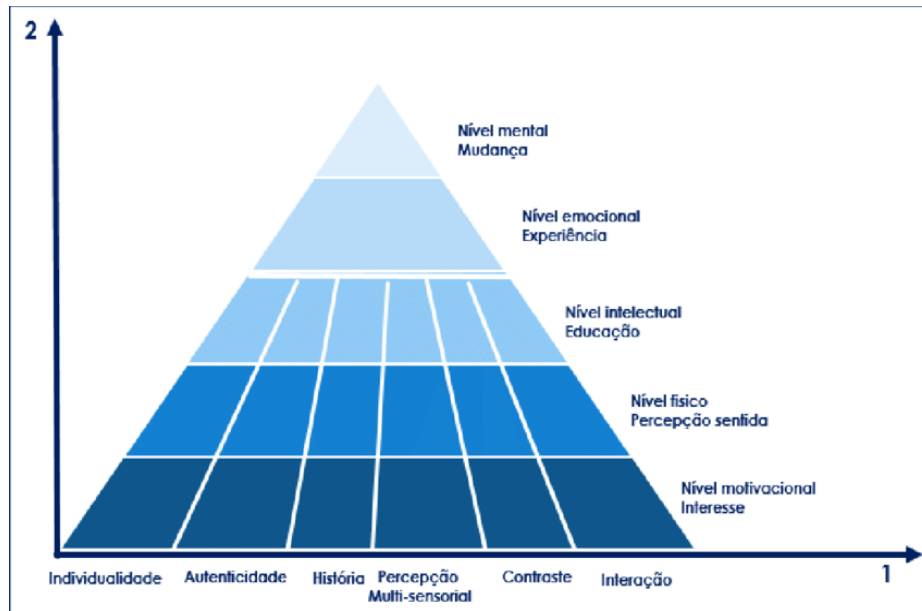 2
Nível mental
Mudança
Nível emocional
Experiência
Nível intelectual
Educação
Nível fisico
Percepção sentida
Nível motivacional
Interesse
Individualidade
Autenticidade
História
Percepção
Multi-sensorial
Contraste
Interação
1